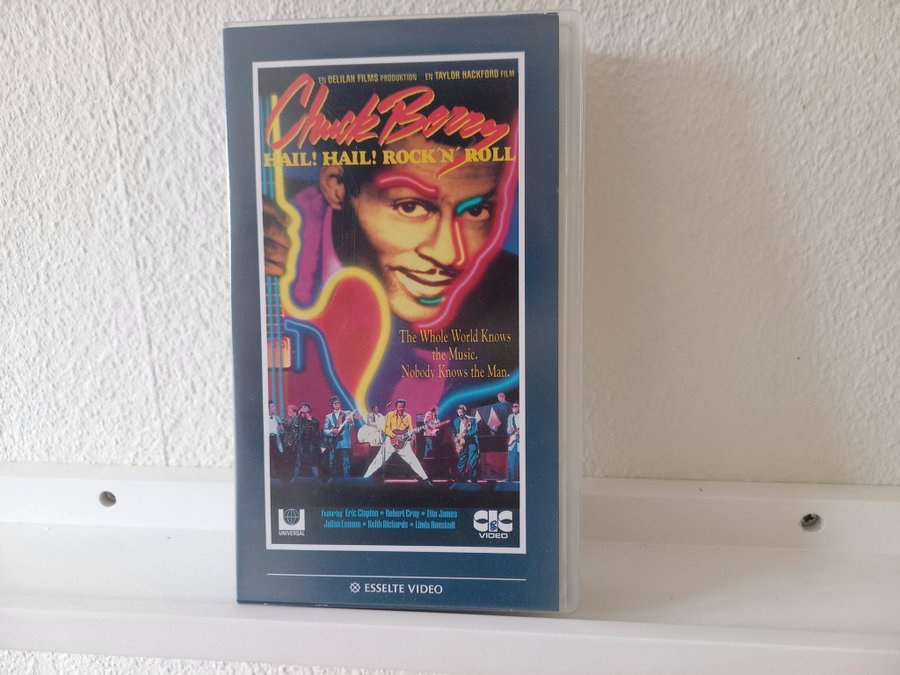 EN DELILAH FILMS PRODUKTION EN TAYLOR HACKFORD FILM
Chuck Berry
HAIL! HAIL! ROCK 'N' ROLL
The Whole World Knows
the Music.
Nobody Knows the Man.
Featuring Eric Clapton • Robert Cray • Etta James
Julian Lennon • Keith Richards • Linda Ronstadt
UNIVERSAL
CIC
&
VIDEO
ESSELTE VIDEO